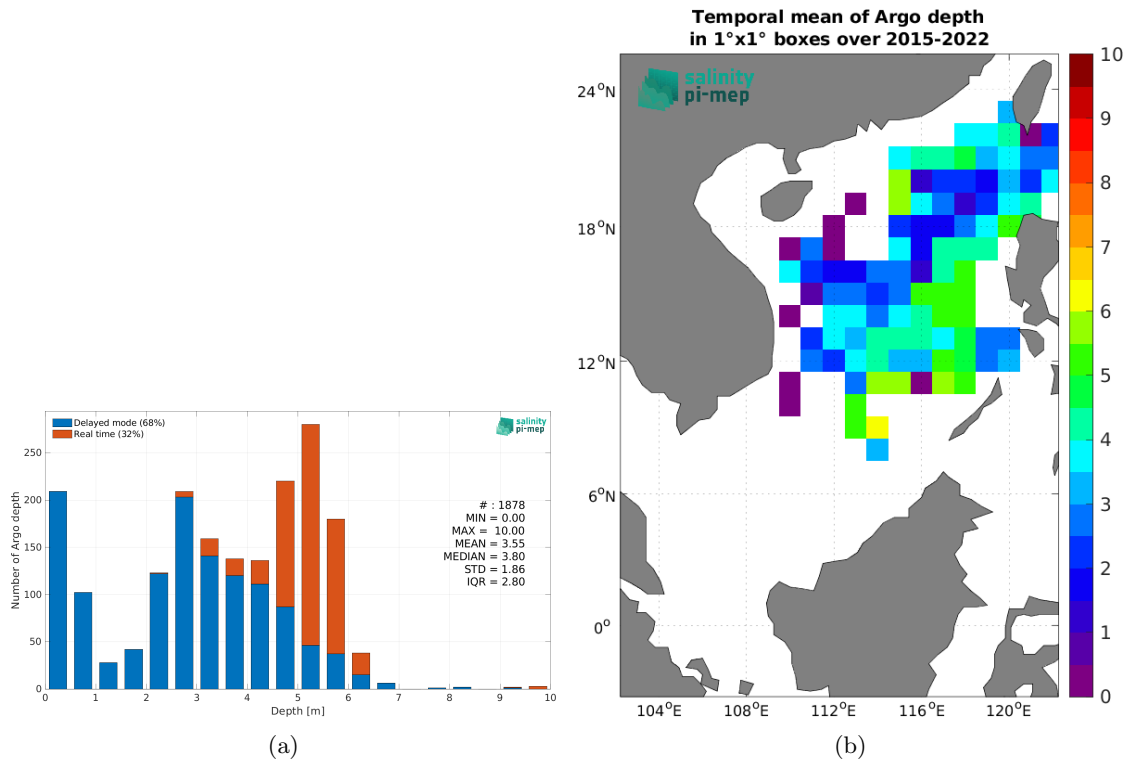 Delayed mode (68%)
Real time (32%)
salinity
pi-mep
# : 1878
MIN = 0.00
MAX = 10.00
MEAN = 3.55
MEDIAN = 3.80
STD = 1.86
IQR = 2.80
Number of Argo depth
250
200
150
100
50
0
0 1 2 3 4 5 6 7 8 9 10
Depth [m]
(a)
Temporal mean of Argo depth
in 1°x1° boxes over 2015-2022
salinity
pi-mep
24°N
18°N
12°N
6°N
0°
104°E 108°E 112°E 116°E 120°E
10
9
8
7
6
5
4
3
2
1
0
(b)